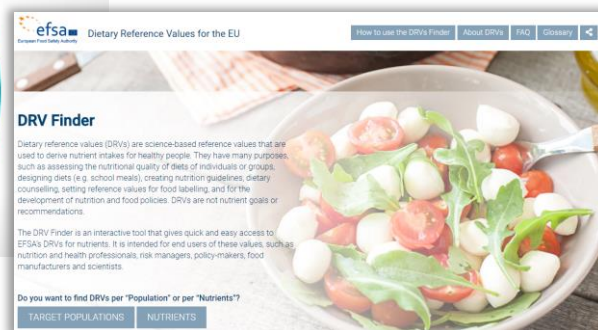 efsa
European Food Safety Authority
Dietary Reference Values for the EU
How to use the DRVs Finder
About DRVs
FAQ
Glossary
DRV Finder
Dietary reference values (DRVs) are science-based reference values that are
used to derive nutrient intakes for healthy people. They have many purposes,
such as assessing the nutritional quality of diets of individuals or groups,
designing diets (e.g. school meals), creating nutrition guidelines, dietary
counselling, setting reference values for food labelling, and for the
development of nutrition and food policies. DRVs are not nutrient goals or
recommendations.
The DRV Finder is an interactive tool that gives quick and easy access to
EFSA's DRVs for nutrients. It is intended for end users of these values, such as
nutrition and health professionals, risk managers, policy-makers, food
manufacturers and scientists.
Do you want to find DRVs per "Population" or per "Nutrients"?
TARGET POPULATIONS
NUTRIENTS